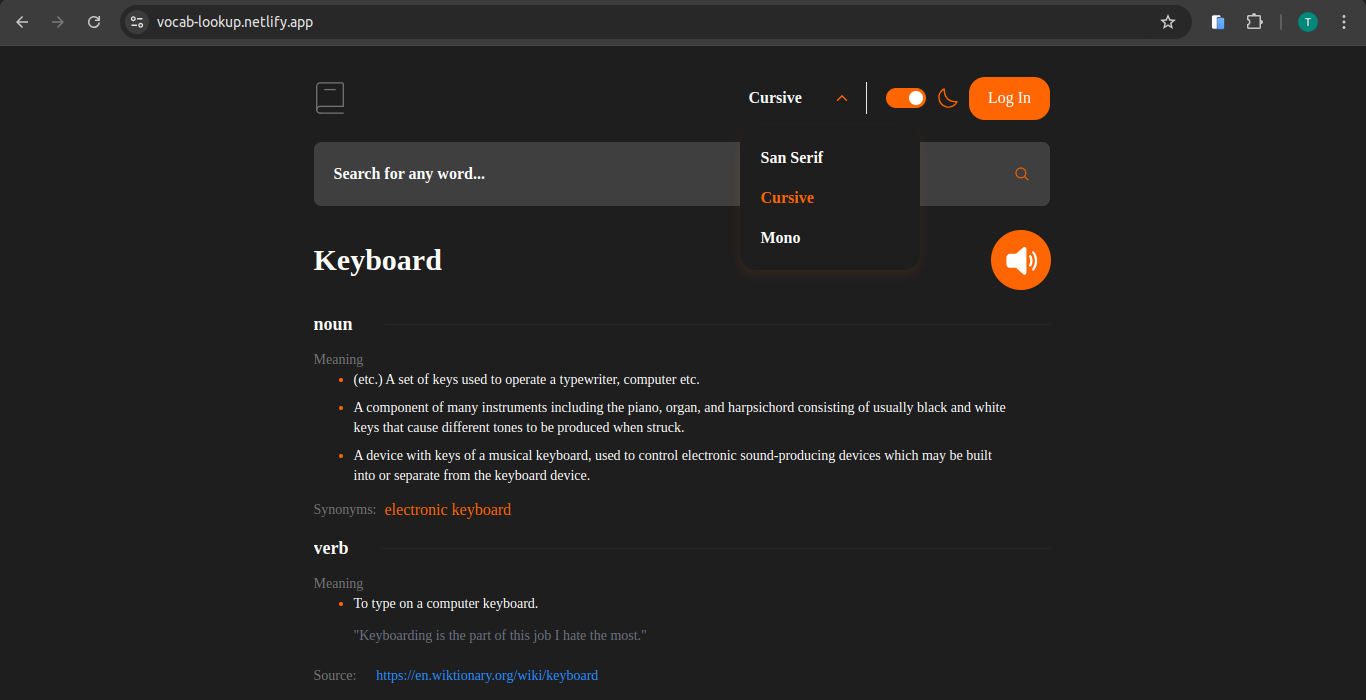 vocab-lookup.netlify.app
T
Cursive
Log In
San Serif
Cursive
Mono
Search for any word...
Keyboard
noun
Meaning
(etc.) A set of keys used to operate a typewriter, computer etc.
A component of many instruments including the piano, organ, and harpsichord consisting of usually black and white
keys that cause different tones to be produced when struck.
A device with keys of a musical keyboard, used to control electronic sound-producing devices which may be built
into or separate from the keyboard device.
Synonyms: electronic keyboard
verb
Meaning
To type on a computer keyboard.
"Keyboarding is the part of this job I hate the most."
Source: https://en.wiktionary.org/wiki/keyboard